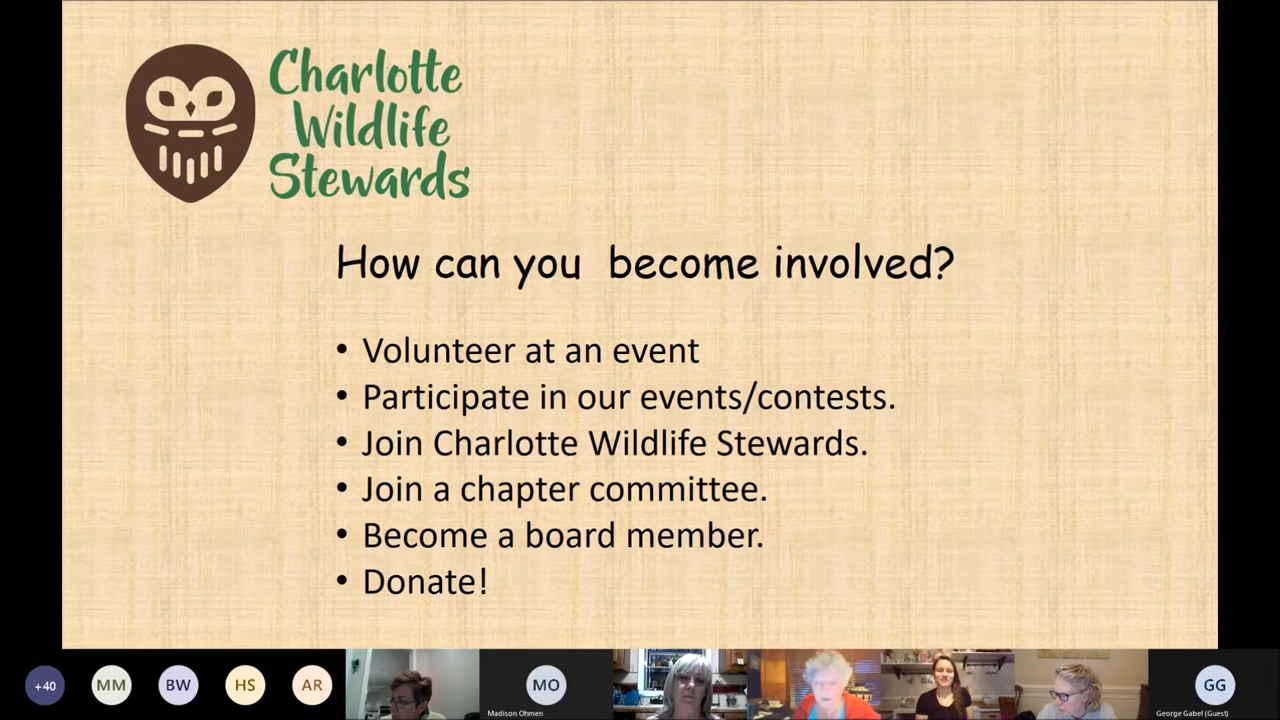 Charlotte
Wildlife
Stewards
How can you  become involved?
• Volunteer at an event
• Participate in our events/contests.
• Join Charlotte Wildlife Stewards.
• Join a chapter committee.
• Become a board member.
• Donate!
+40 MM BW HS AR MO GG
Madison Ohmen George Gabel (Guest)